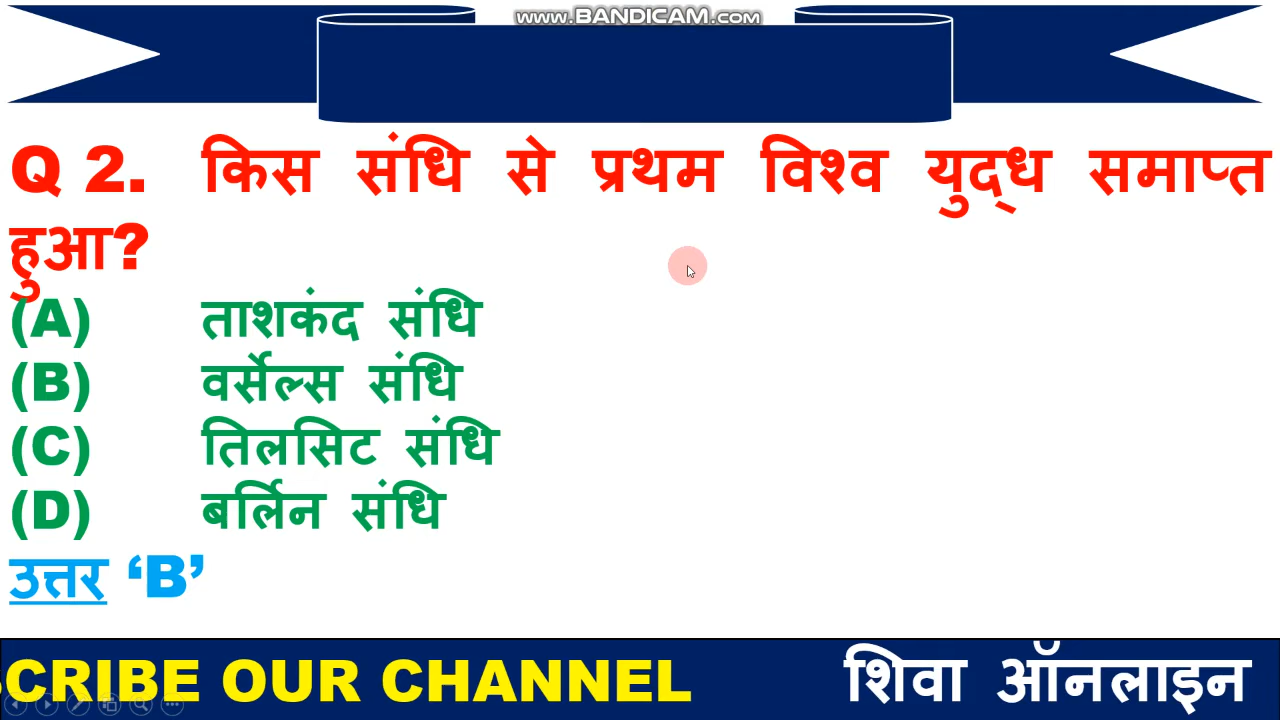 www.BANDICAM.com
Q 2. किस संधि से प्रथम विश्व युद्ध समाप्त
हुआ?
(A) ताशकंद संधि
(B) वर्सेल्स संधि
(C) तिलसिट संधि
(D) बर्लिन संधि
उत्तर ‘B’
CRIBE OUR CHANNEL शिवा ऑनलाइन